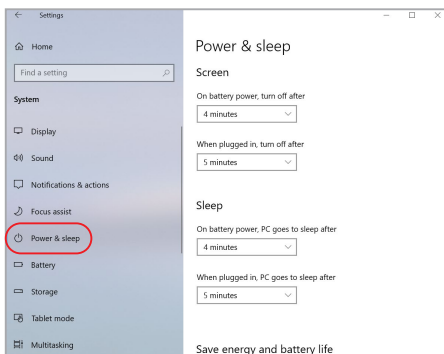 Settings
Home
Find a setting
System
Display
Sound
Notifications & actions
Focus assist
Power & sleep
Battery
Storage
Tablet mode
Multitasking
Power & sleep
Screen
On battery power, turn off after
4 minutes
When plugged in, turn off after
5 minutes
Sleep
On battery power, PC goes to sleep after
4 minutes
When plugged in, PC goes to sleep after
5 minutes
Save energy and battery life